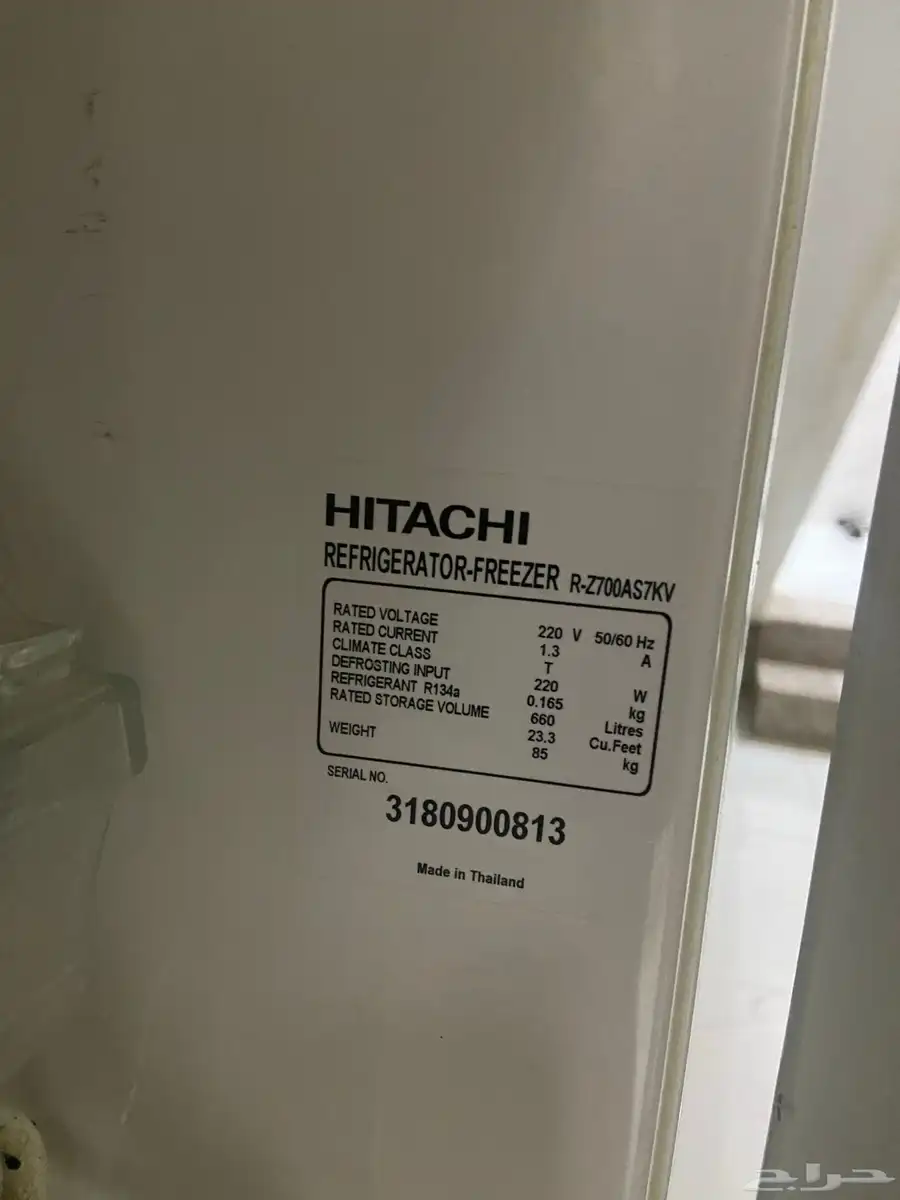 HITACHI
REFRIGERATOR-FREEZER R-Z700AS7KV
RATED VOLTAGE 220 V 50/60 Hz
RATED CURRENT 1.3 A
CLIMATE CLASS T
DEFROSTING INPUT 220 W
REFRIGERANT R134a 0.165 kg
RATED STORAGE VOLUME 660 Litres
23.3 Cu.Feet
WEIGHT 85 kg
SERIAL NO.
3180900813
Made in Thailand
حراج